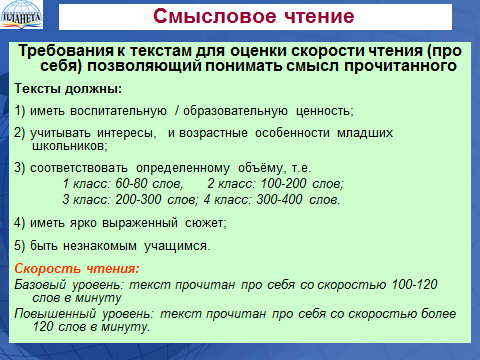 ПЛАНЕТА
Смысловое чтение
Требования к текстам для оценки скорости чтения (про
себя) позволяющий понимать смысл прочитанного
Тексты должны:
1) иметь воспитательную / образовательную ценность;
2) учитывать интересы, и возрастные особенности младших
школьников;
3) соответствовать определенному объёму, т.е.
1 класс: 60-80 слов, 2 класс: 100-200 слов;
3 класс: 200-300 слов; 4 класс: 300-400 слов.
4) иметь ярко выраженный сюжет;
5) быть незнакомым учащимся.
Скорость чтения:
Базовый уровень: текст прочитан про себя со скоростью 100-120
слов в минуту
Повышенный уровень: текст прочитан про себя со скоростью более
120 слов в минуту.